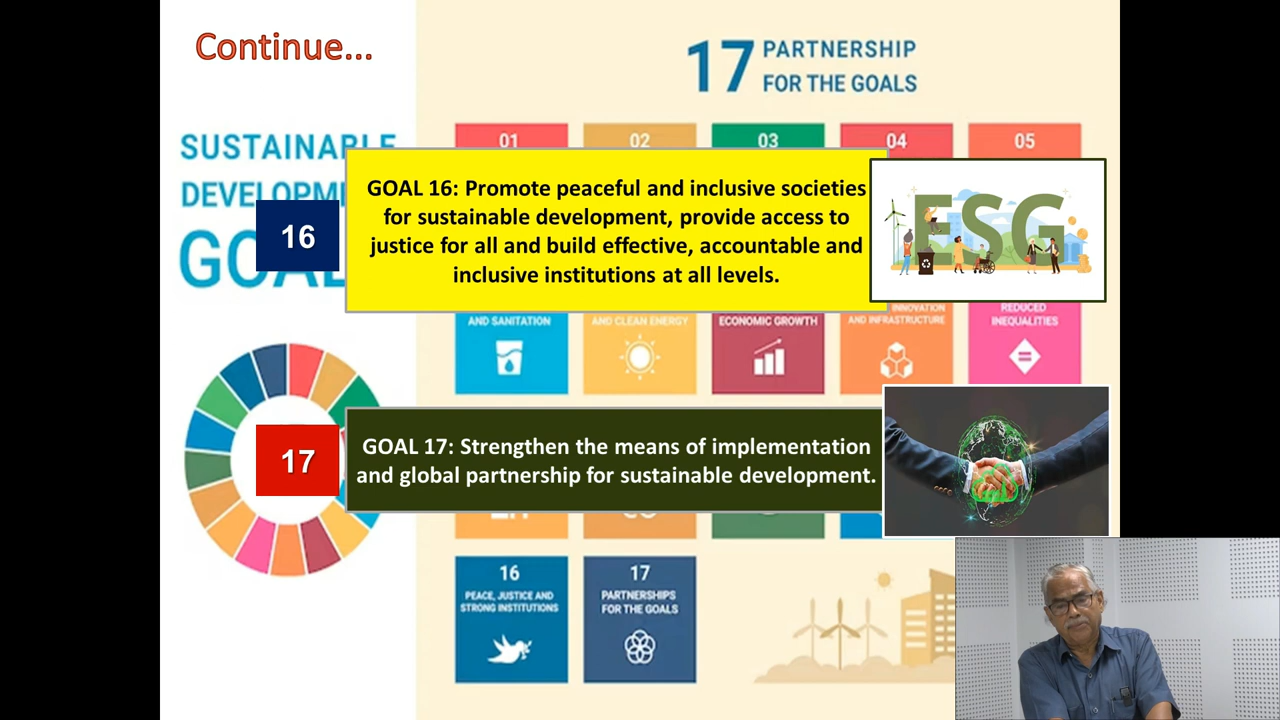 Continue...
17 PARTNERSHIP
FOR THE GOALS
SUSTAINABLE
01
02
03
04
05
16
GOAL 16: Promote peaceful and inclusive societies
for sustainable development, provide access to
justice for all and build effective, accountable and
inclusive institutions at all levels.
ESG
AND SANITATION
AND CLEAN ENERGY
ECONOMIC GROWTH
INNOVATION
AND INFRASTRUCTURE
REDUCED
INEQUALITIES
17
GOAL 17: Strengthen the means of implementation
and global partnership for sustainable development.
16
PEACE, JUSTICE AND
STRONG INSTITUTIONS
17
PARTNERSHIPS
FOR THE GOALS